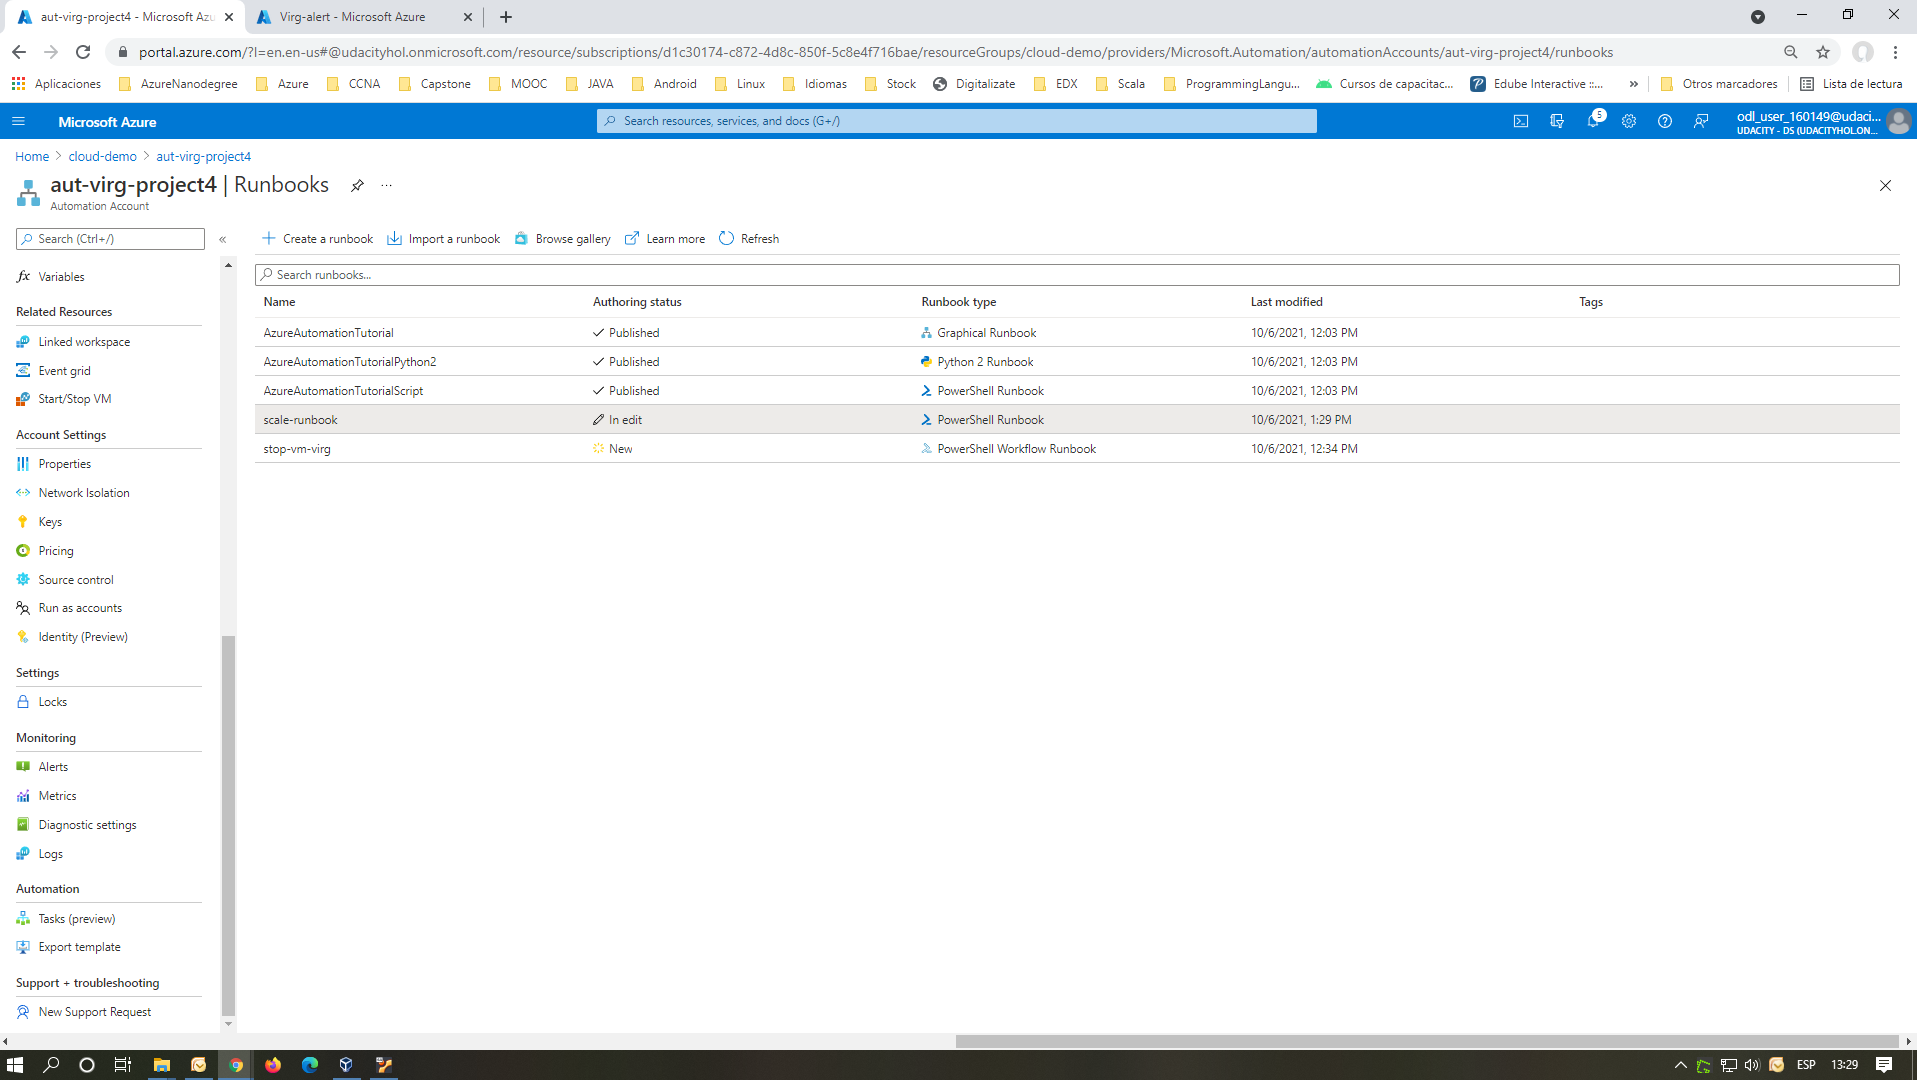 aut-virg-project4 - Microsoft Azu
Virg-alert - Microsoft Azure
portal.azure.com/?l=en.en-us#@udacityhol.onmicrosoft.com/resource/subscriptions/d1c30174-c872-4d8c-850f-5c8e4f716bae/resourceGroups/cloud-demo/providers/Microsoft.Automation/automationAccounts/aut-virg-project4/runbooks
Aplicaciones AzureNanodegree Azure CCNA Capstone MOOC JAVA Android Linux Idiomas Stock Digitalizate EDX Scala ProgrammingLangu... Cursos de capacitac... Edube Interactive ::... » Otros marcadores Lista de lectura
Microsoft Azure
Search resources, services, and docs (G+/)
5
odl_user_160149@udaci...
UDACITY - DS (UDACITYHOL.ON...
Home > cloud-demo > aut-virg-project4
aut-virg-project4 | Runbooks ...
Automation Account
Search (Ctrl+/) «
Variables
Related Resources
Linked workspace
Event grid
Start/Stop VM
Account Settings
Properties
Network Isolation
Keys
Pricing
Source control
Run as accounts
Identity (Preview)
Settings
Locks
Monitoring
Alerts
Metrics
Diagnostic settings
Logs
Automation
Tasks (preview)
Export template
Support + troubleshooting
New Support Request
Create a runbook Import a runbook Browse gallery Learn more Refresh
Search runbooks...
Name Authoring status Runbook type Last modified Tags
AzureAutomationTutorial Published Graphical Runbook 10/6/2021, 12:03 PM
AzureAutomationTutorialPython2 Published Python 2 Runbook 10/6/2021, 12:03 PM
AzureAutomationTutorialScript Published PowerShell Runbook 10/6/2021, 12:03 PM
scale-runbook In edit PowerShell Runbook 10/6/2021, 1:29 PM
stop-vm-virg New PowerShell Workflow Runbook 10/6/2021, 12:34 PM
ESP 13:29